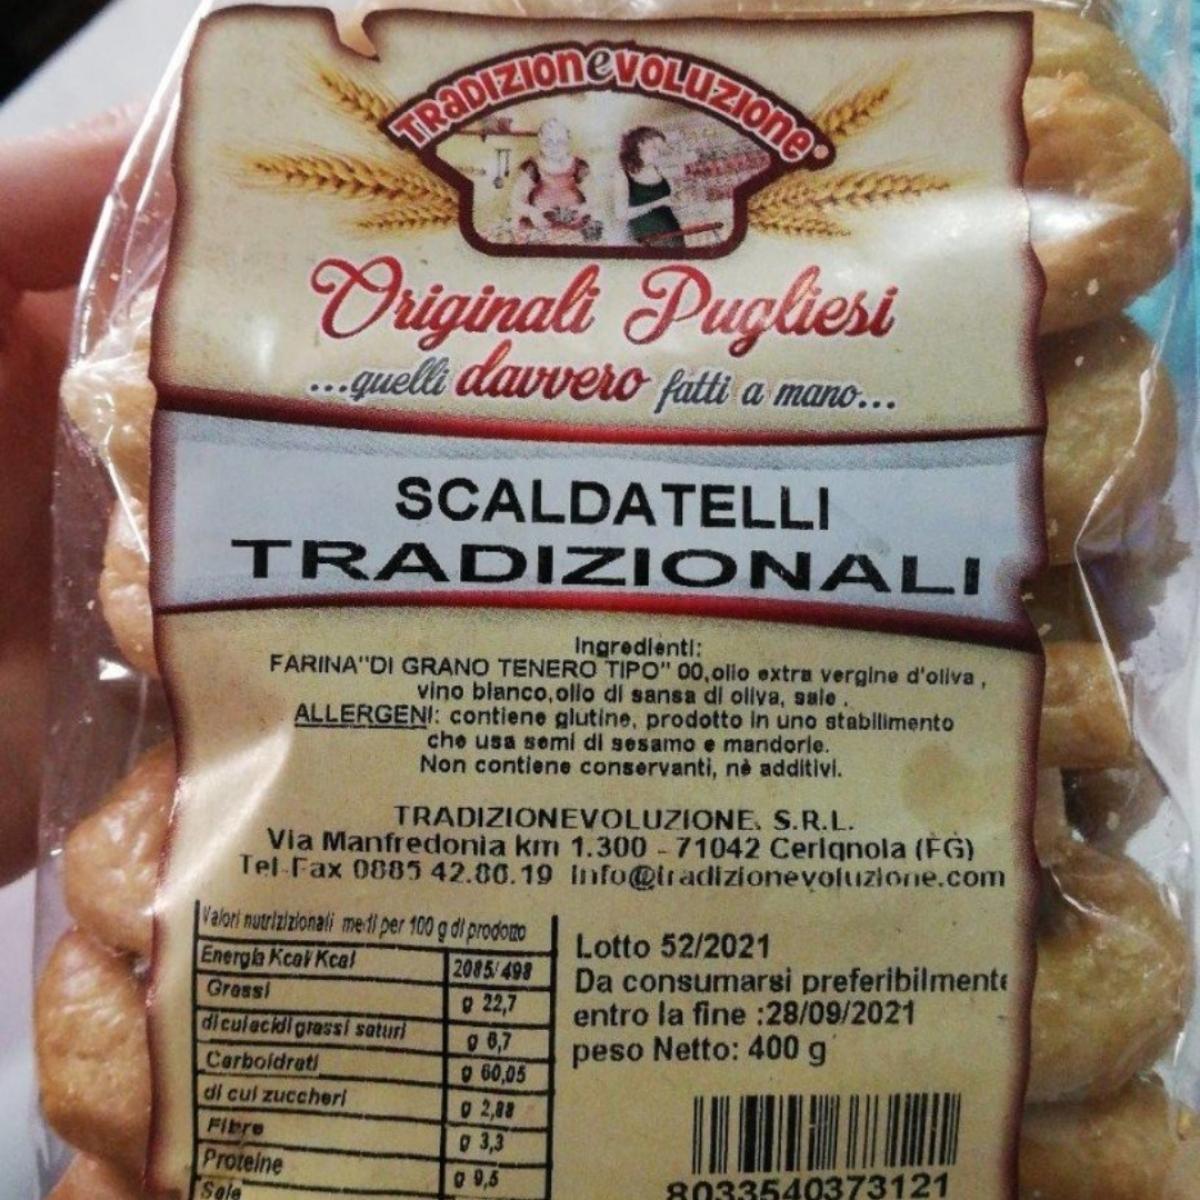 TRADIZIONeVOLUZIONe®
Originali Pugliesi
...quelli davvero fatti a mano...
SCALDATELLI
TRADIZIONALI
Ingredienti:
FARINA"DI GRANO TENERO TIPO" 00,olio extra vergine d'oliva ,
vino bianco,olio di sansa di oliva, sale .
ALLERGENI: contiene glutine, prodotto in uno stabilimento
che usa semi di sesamo e mandorle.
Non contiene conservanti, nè additivi.
TRADIZIONEVOLUZIONE S.R.L.
Via Manfredonia km 1.300 - 71042 Cerignola (FG)
Tel-Fax 0885 42.86.19 info@tradizionevoluzione.com
Valori nutrizizionali medi per 100 g di prodotto
Energia Kcal/Kcal 2085/498
Grassi g 22,7
di cui acidi grassi saturi g 6,7
Carboidrati g 60,05
di cui zuccheri g 2,88
Fibre g 3,3
Proteine g 9,5
Sale
Lotto 52/2021
Da consumarsi preferibilmente
entro la fine :28/09/2021
peso Netto: 400 g
8033540373121